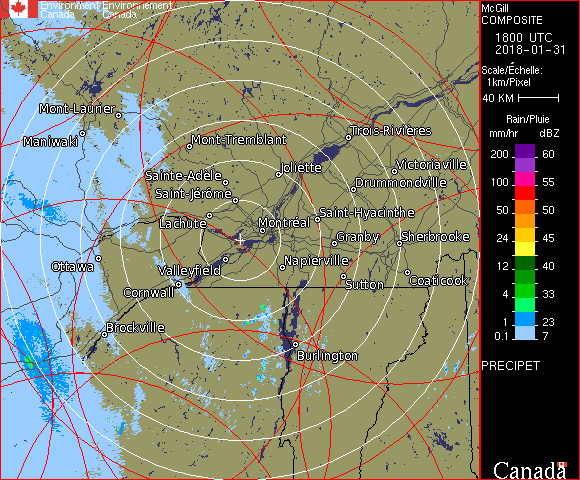 Environment Environnement
Canada Canada
McGill
COMPOSITE
1800 UTC
2018-01-31
Scale/Échelle:
1km/Pixel
40 KM
Rain/Pluie
mm/hr dBZ
200 60
100 55
50 50
24 45
12 40
8 33
4 30
1 23
0.1 7
PRECIPET
Canada
Mont-Laurier
Maniwaki
Mont-Tremblant
Trois-Rivières
Joliette
Victoriaville
Sainte-Adèle
Drummondville
Saint-Jérôme
Saint-Hyacinthe
Lachute
Montréal
Granby
Sherbrooke
Ottawa
Valleyfield
Napierville
Coaticook
Cornwall
Sutton
Brockville
Burlington